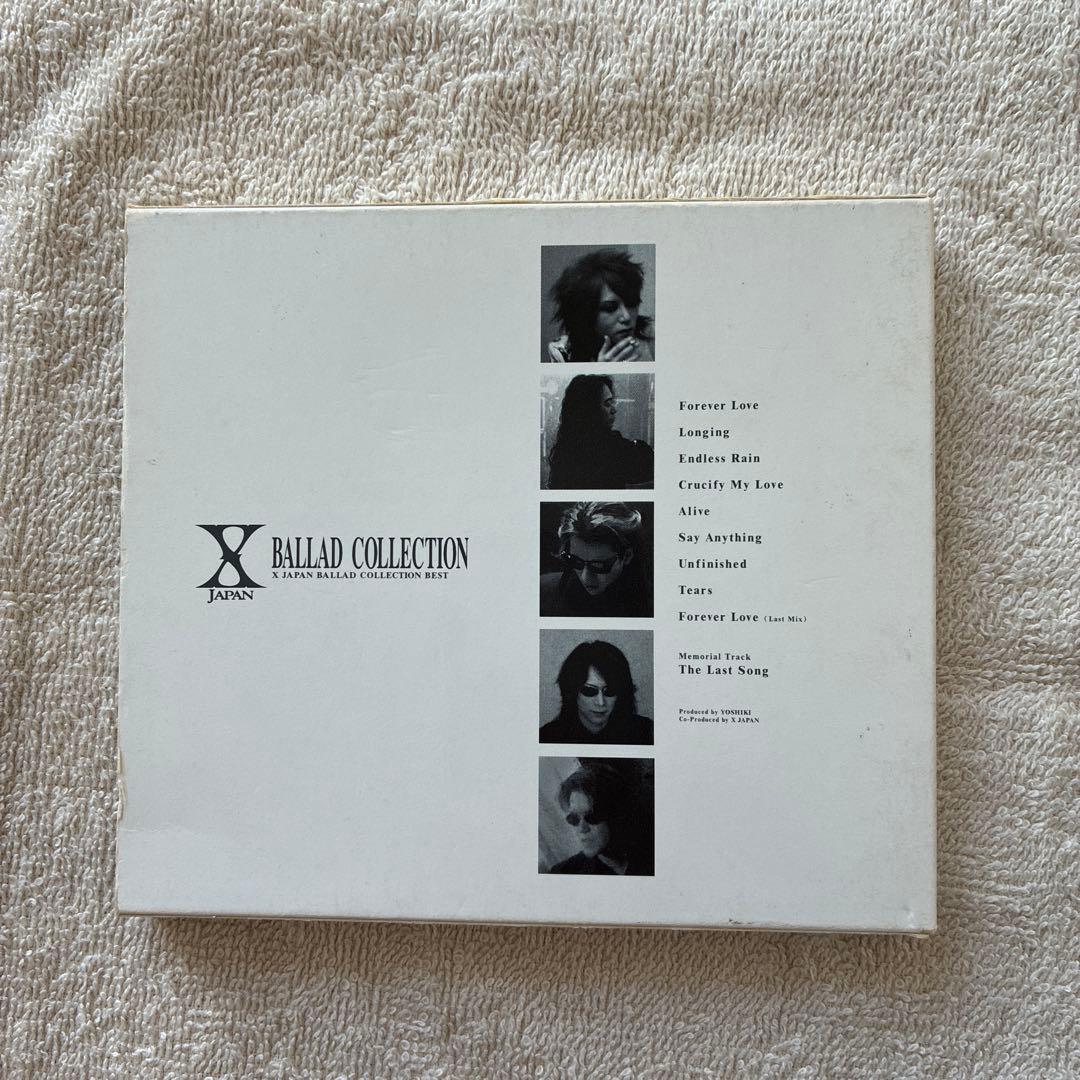 X
JAPAN
BALLAD COLLECTION
X JAPAN BALLAD COLLECTION BEST
Forever Love
Longing
Endless Rain
Crucify My Love
Alive
Say Anything
Unfinished
Tears
Forever Love (Last Mix)
Memorial Track
The Last Song
Produced by YOSHIKI
Co-Produced by X JAPAN